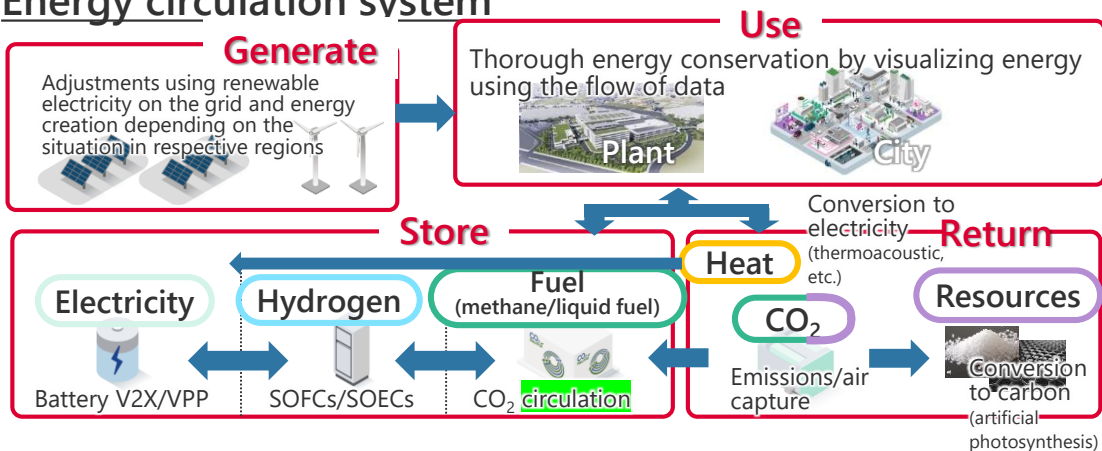 Energy circulation system
Generate
Adjustments using renewable
electricity on the grid and energy
creation depending on the
situation in respective regions
Use
Thorough energy conservation by visualizing energy
using the flow of data
Plant
City
Store
Electricity
Battery V2X/VPP
Hydrogen
SOFCs/SOECs
Fuel
(methane/liquid fuel)
CO2 circulation
Return
Heat
Conversion to
electricity
(thermoacoustic,
etc.)
CO2
Emissions/air
capture
Resources
Conversion
to carbon
(artificial
photosynthesis)